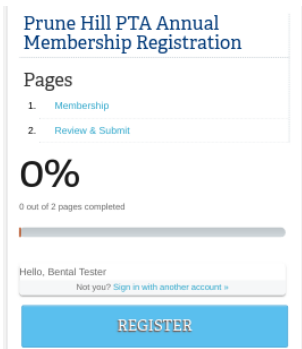 Prune Hill PTA Annual
Membership Registration
Pages
1. Membership
2. Review & Submit
0%
0 out of 2 pages completed
Hello, Bental Tester
Not you? Sign in with another account »
REGISTER